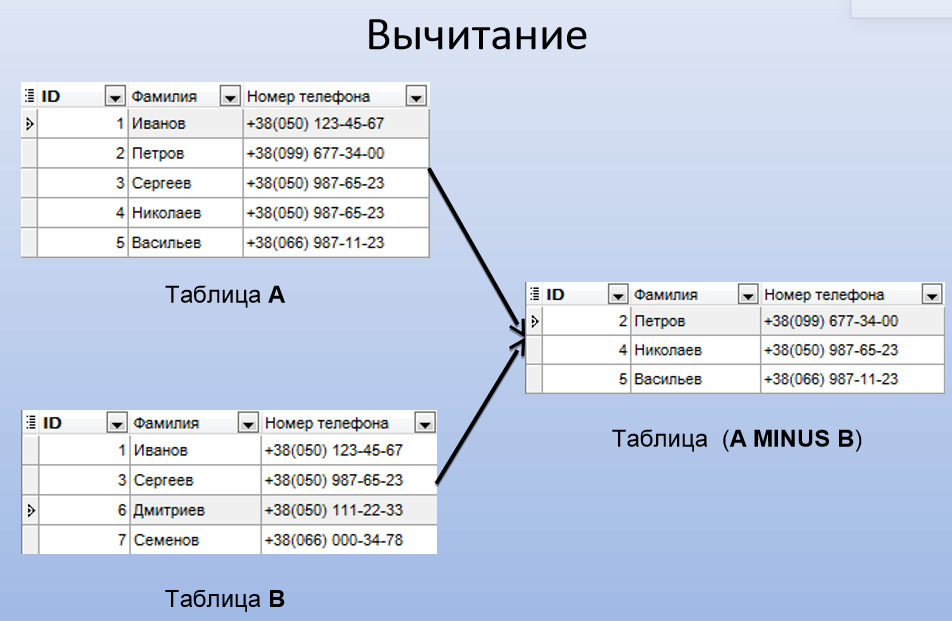 Вычитание
ID Фамилия Номер телефона
1 Иванов +38(050) 123-45-67
2 Петров +38(099) 677-34-00
3 Сергеев +38(050) 987-65-23
4 Николаев +38(050) 987-65-23
5 Васильев +38(066) 987-11-23
Таблица A
ID Фамилия Номер телефона
1 Иванов +38(050) 123-45-67
3 Сергеев +38(050) 987-65-23
6 Дмитриев +38(050) 111-22-33
7 Семенов +38(066) 000-34-78
Таблица B
ID Фамилия Номер телефона
2 Петров +38(099) 677-34-00
4 Николаев +38(050) 987-65-23
5 Васильев +38(066) 987-11-23
Таблица (A MINUS B)